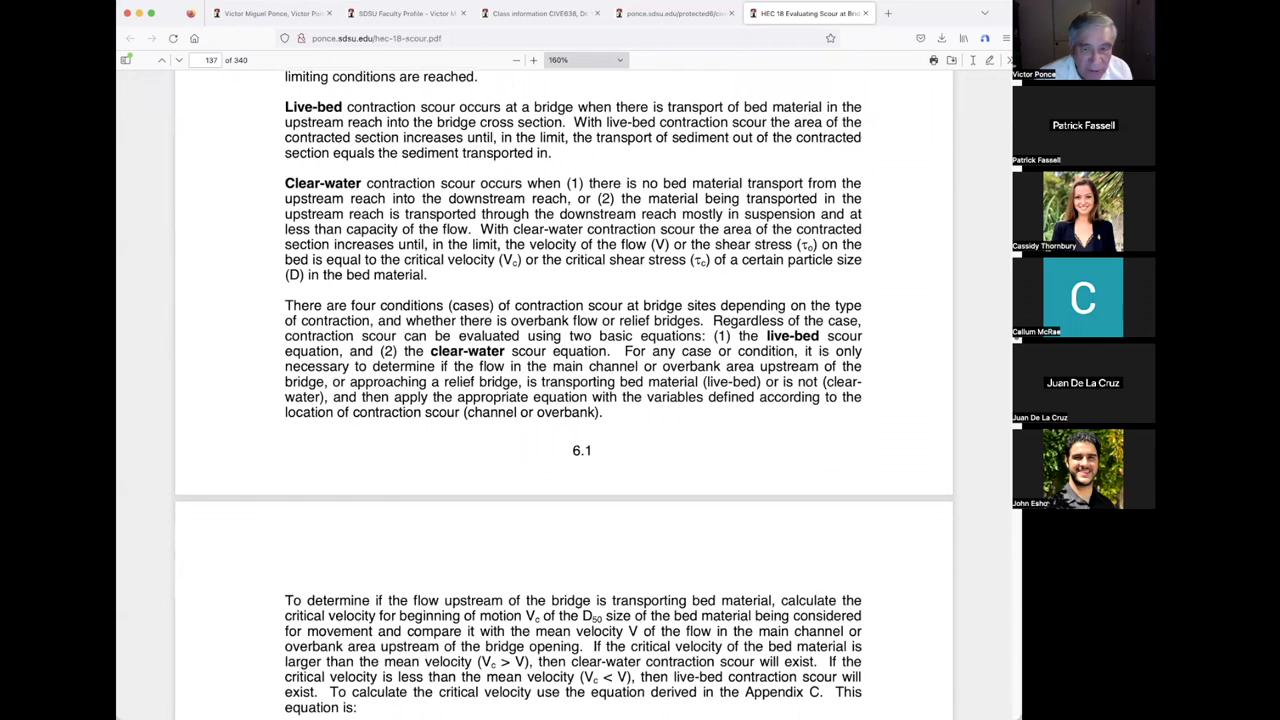 Victor Miguel Ponce, Victor Poi
SDSU Faculty Profile - Victor M
Class information CIVE638, Dr.
ponce.sdsu.edu/protected6/civ
HEC 18 Evaluating Scour at Brid
ponce.sdsu.edu/hec-18-scour.pdf
137 of 340
160%
limiting conditions are reached.
Live-bed contraction scour occurs at a bridge when there is transport of bed material in the
upstream reach into the bridge cross section. With live-bed contraction scour the area of the
contracted section increases until, in the limit, the transport of sediment out of the contracted
section equals the sediment transported in.
Clear-water contraction scour occurs when (1) there is no bed material transport from the
upstream reach into the downstream reach, or (2) the material being transported in the
upstream reach is transported through the downstream reach mostly in suspension and at
less than capacity of the flow. With clear-water contraction scour the area of the contracted
section increases until, in the limit, the velocity of the flow (V) or the shear stress (τo) on the
bed is equal to the critical velocity (Vc) or the critical shear stress (τc) of a certain particle size
(D) in the bed material.
There are four onditions (cases) of contraction scour at bridge sites depending on the type
of contraction, and whether there is overbank flow or relief bridges. Regardless of the case,
contraction scour can be evaluated using two basic equations: (1) the live-bed scour
equation, and (2) the clear-water scour equation. For any case or condition, it is only
necessary to determine if the flow in the main channel or overbank area upstream of the
bridge, or approaching a relief bridge, is transporting bed material (live-bed) or is not (clear-
water), and then apply the appropriate equation with the variables defined according to the
location of contraction scour (channel or overbank).
6.1
To determine if the flow upstream of the bridge is transporting bed material, calculate the
critical velocity for beginning of motion Vc of the D50 size of the bed material being considered
for movement and compare it with the mean velocity V of the flow in the main channel or
overbank area upstream of the bridge opening. If the critical velocity of the bed material is
larger than the mean velocity (Vc > V), then clear-water contraction scour will exist. If the
critical velocity is less than the mean velocity (Vc < V), then live-bed contraction scour will
exist. To calculate the critical velocity use the equation derived in the Appendix C. This
equation is:
Victor Ponce
Patrick Fassell
Patrick Fassell
Cassidy Thornbury
C
Callum McRae
Juan De La Cruz
Juan De La Cruz
John Esho